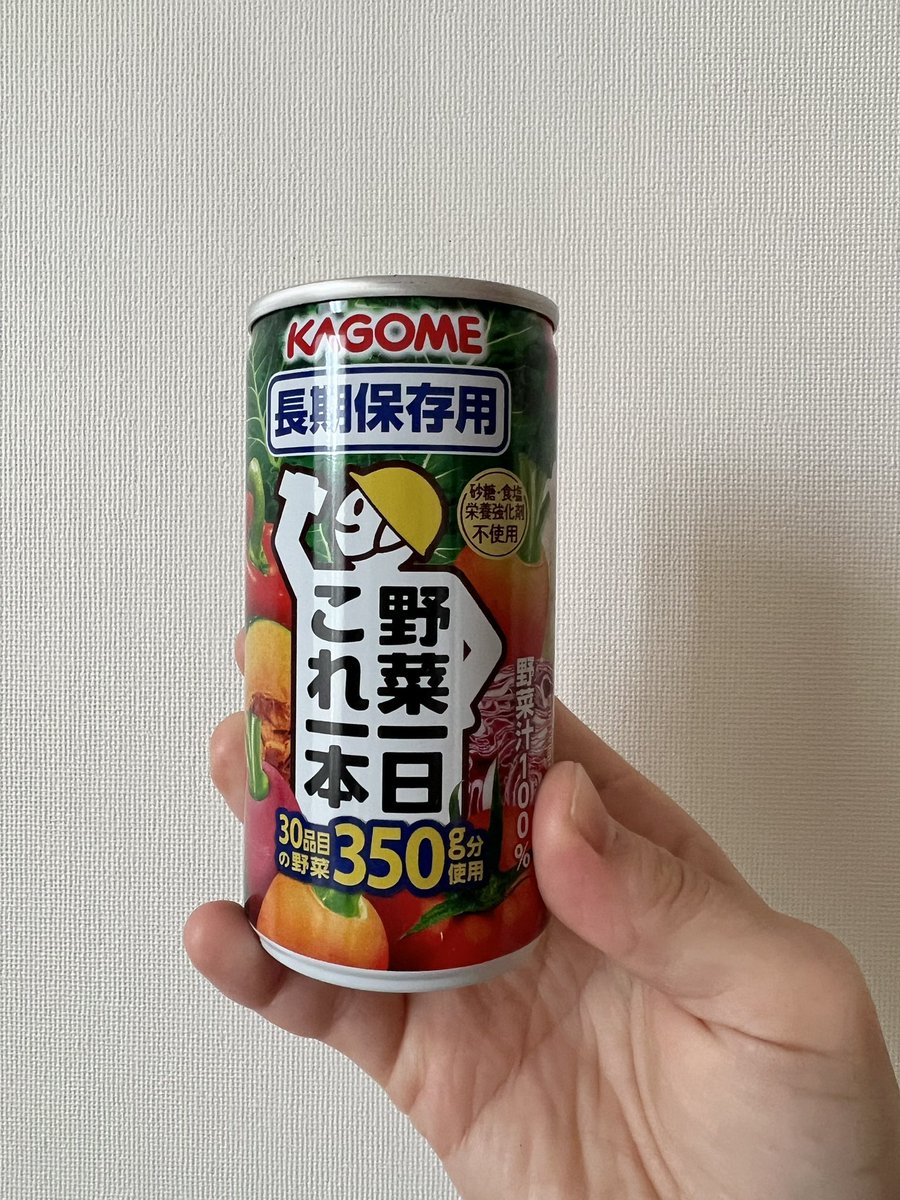 KAGOME
長期保存用
砂糖・食塩
栄養強化剤
不使用
野菜一日
これ一本
野菜汁100%
30品目
の野菜
350g分
使用